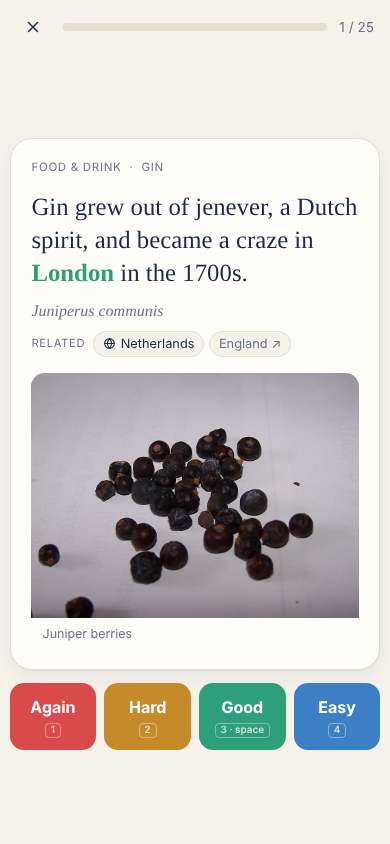 1 / 25
FOOD & DRINK · GIN
Gin grew out of jenever, a Dutch
spirit, and became a craze in
London in the 1700s.
Juniperus communis
RELATED Netherlands England ↗
Juniper berries
Again Hard Good Easy
1 2 3 · space 4